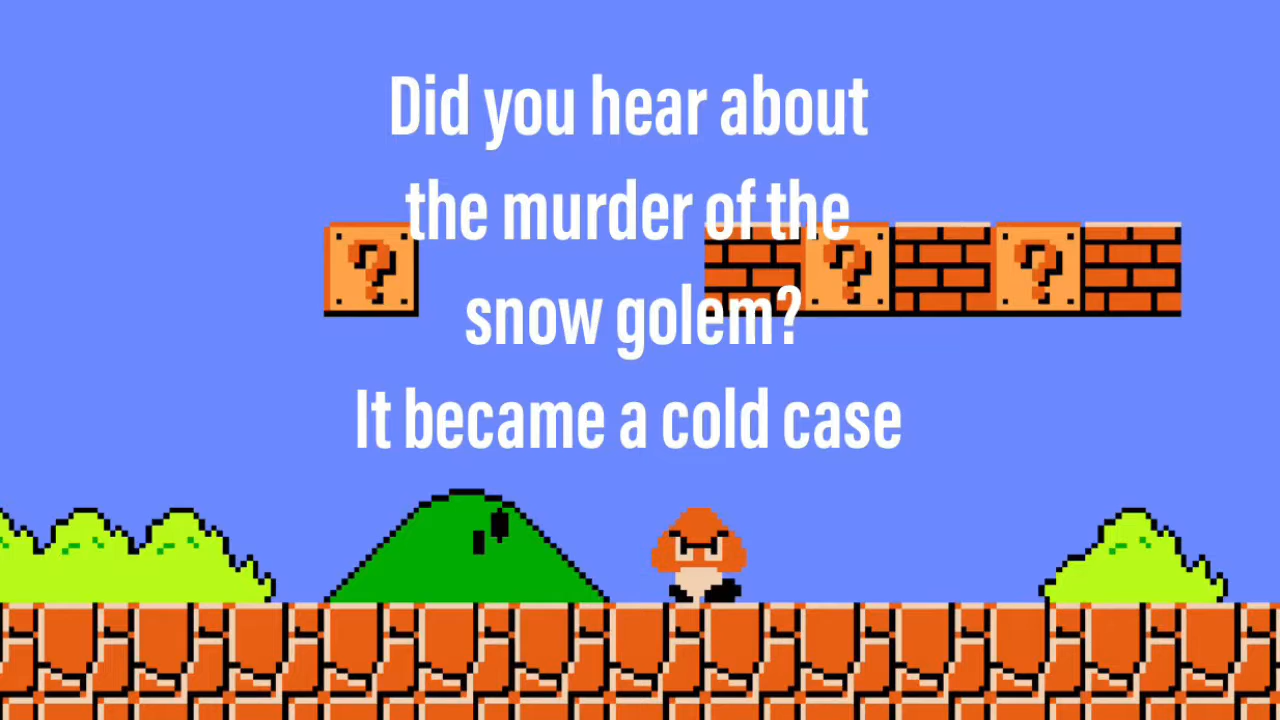 Did you hear about
the murder of the
snow golem?
It became a cold case